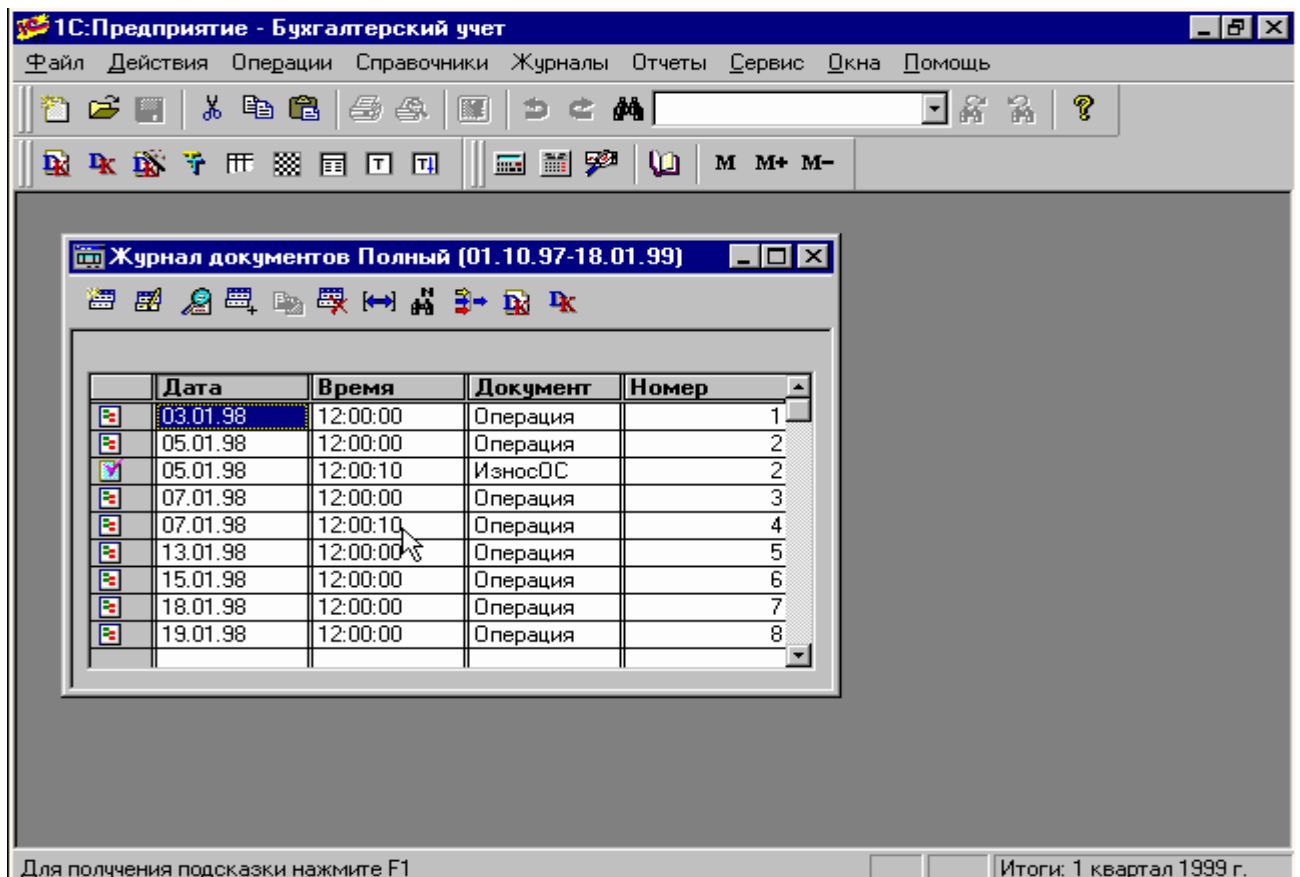 1С:Предприятие - Бухгалтерский учет
Файл Действия Операции Справочники Журналы Отчеты Сервис Окна Помощь
M M+ M-
Журнал документов Полный (01.10.97-18.01.99)
Дата Время Документ Номер
03.01.98 12:00:00 Операция 1
05.01.98 12:00:00 Операция 2
05.01.98 12:00:10 ИзносОС 2
07.01.98 12:00:00 Операция 3
07.01.98 12:00:10 Операция 4
13.01.98 12:00:00 Операция 5
15.01.98 12:00:00 Операция 6
18.01.98 12:00:00 Операция 7
19.01.98 12:00:00 Операция 8
Для получения подсказки нажмите F1 Итоги: 1 квартал 1999 г.